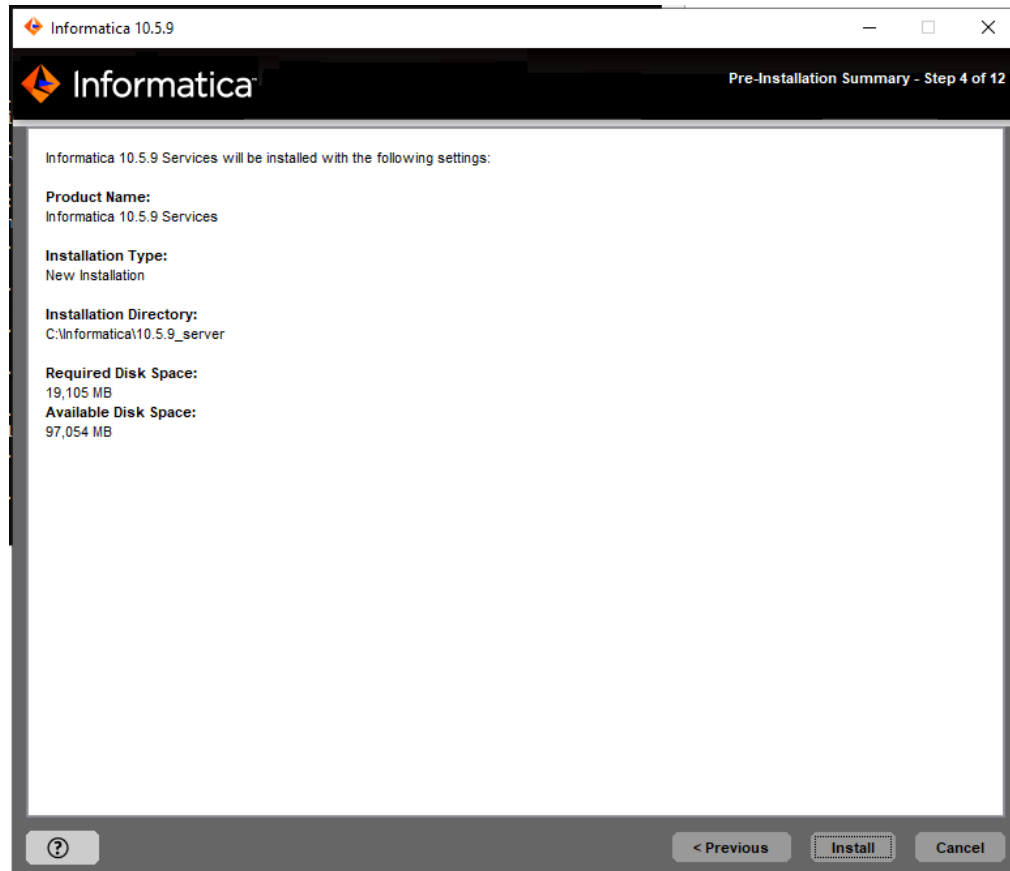 Informatica 10.5.9
Informatica
Pre-Installation Summary - Step 4 of 12
Informatica 10.5.9 Services will be installed with the following settings:
Product Name:
Informatica 10.5.9 Services
Installation Type:
New Installation
Installation Directory:
C:\Informatica\10.5.9_server
Required Disk Space:
19,105 MB
Available Disk Space:
97,054 MB
?
< Previous
Install
Cancel